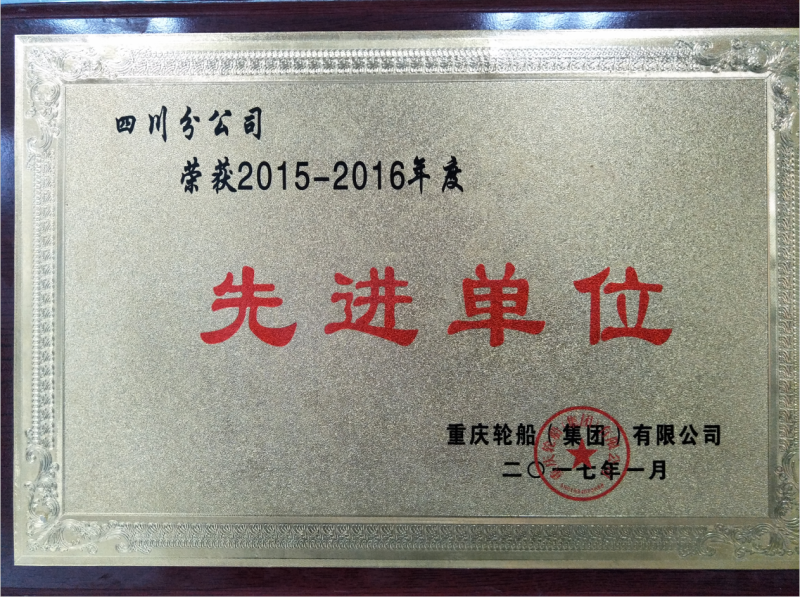 四川分公司
荣获2015-2016年度
先进单位
重庆轮船（集团）有限公司
二〇一七年一月